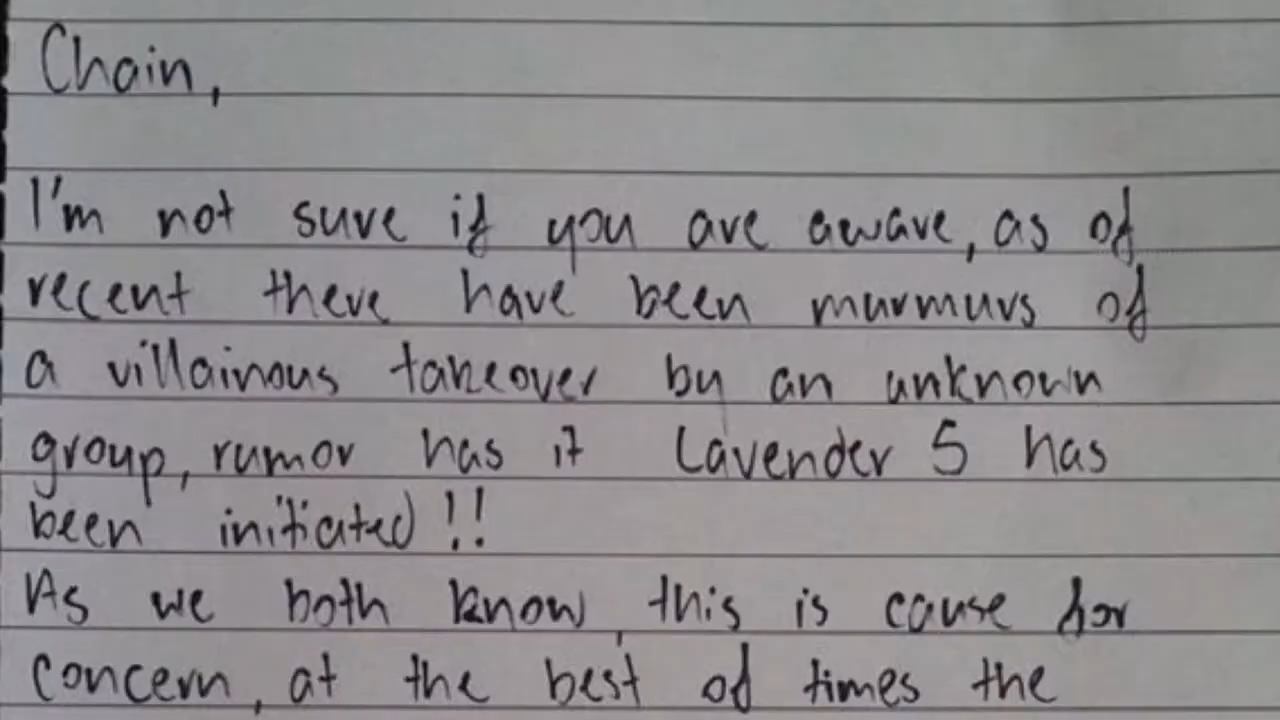 Chain,
I'm not sure if you are aware, as of
recent there have been murmurs of
a villainous takeover by an unknown
group, rumor has it Lavender 5 has
been initiated!!
As we both know, this is cause for
concern, at the best of times the